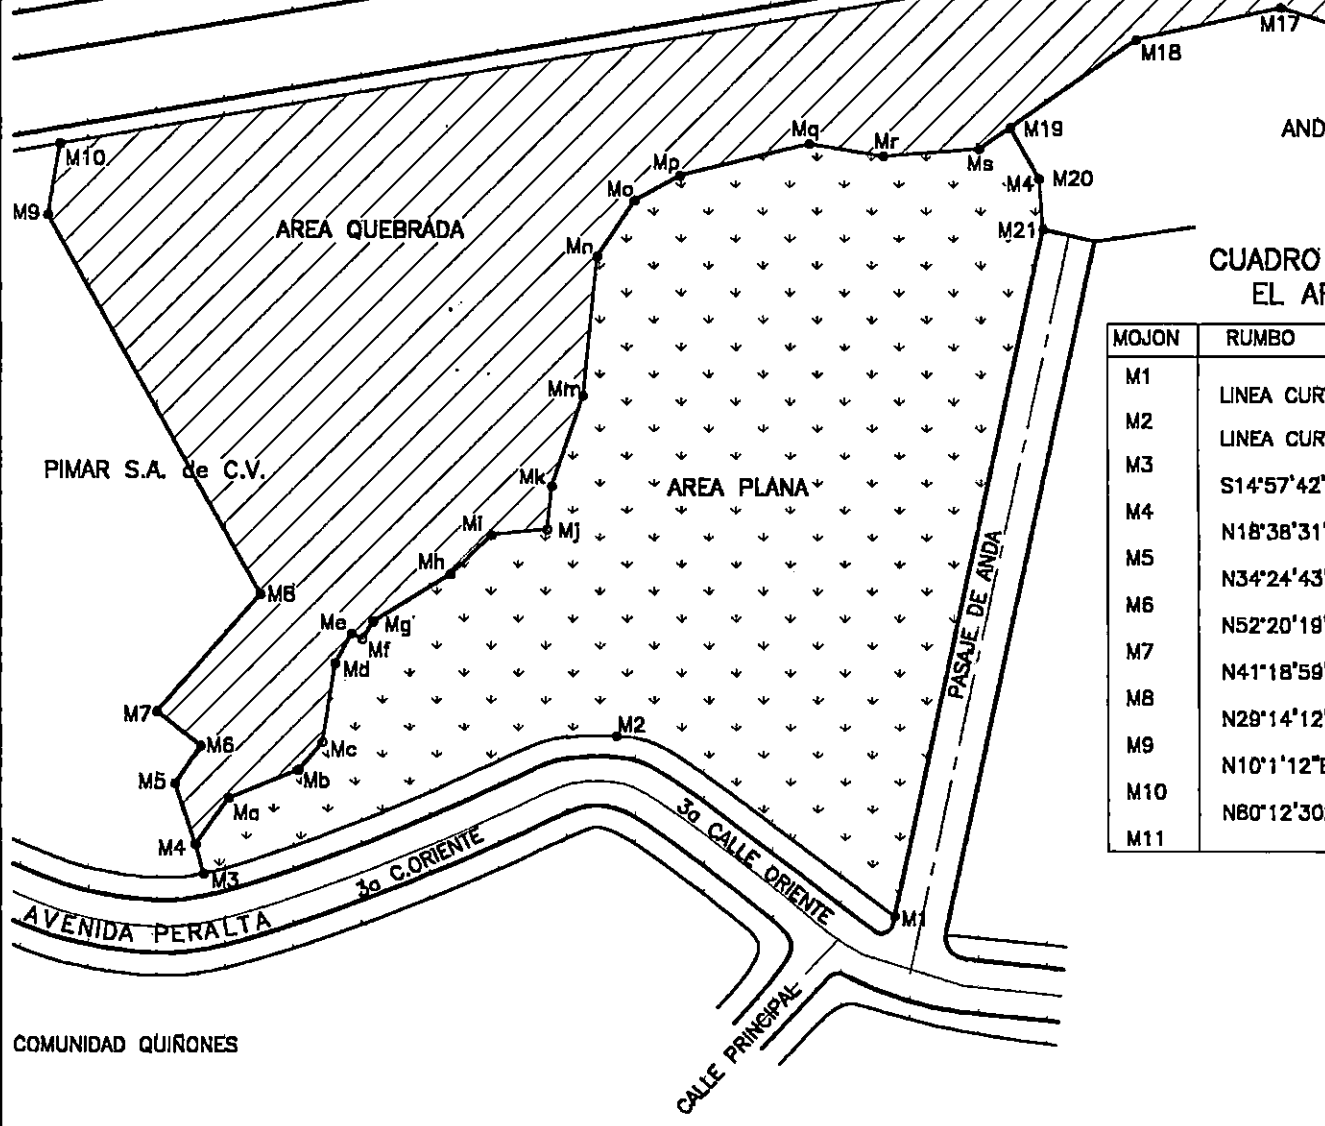 M17
M18
M19
AND
M10
Mq
Mr
Ms
Mp
M4
M20
Mo
M9
AREA QUEBRADA
M21
Mn
CUADRO
EL
MOJON RUMBO
M1
LINEA CUR
M2
LINEA CUR
M3
S14°57'42"
M4
N18°38'31"
M5
N34°24'43"
M6
N52°20'19"
M7
N41°18'59"
M8
N29°14'12"
M9
N10°1'12"E
M10
N80°12'30
M11
Mm
PIMAR S.A. de C.V.
Mk
AREA PLANA
Mi
Mj
Mh
PASAJE DE ANDA
M8
Me
Mg
Mf
Md
M7
M6
M2
Mc
M5
Mb
Ma
3a CALLE ORIENTE
M4
3a C.ORIENTE
M3
M1
AVENIDA PERALTA
CALLE PRINCIPAL
COMUNIDAD QUIÑONES